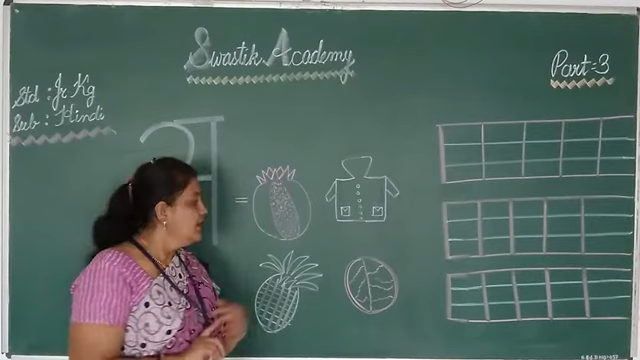 Swastik Academy
Part=3
Std : Jr Kg
Sub : Hindi
अ
=